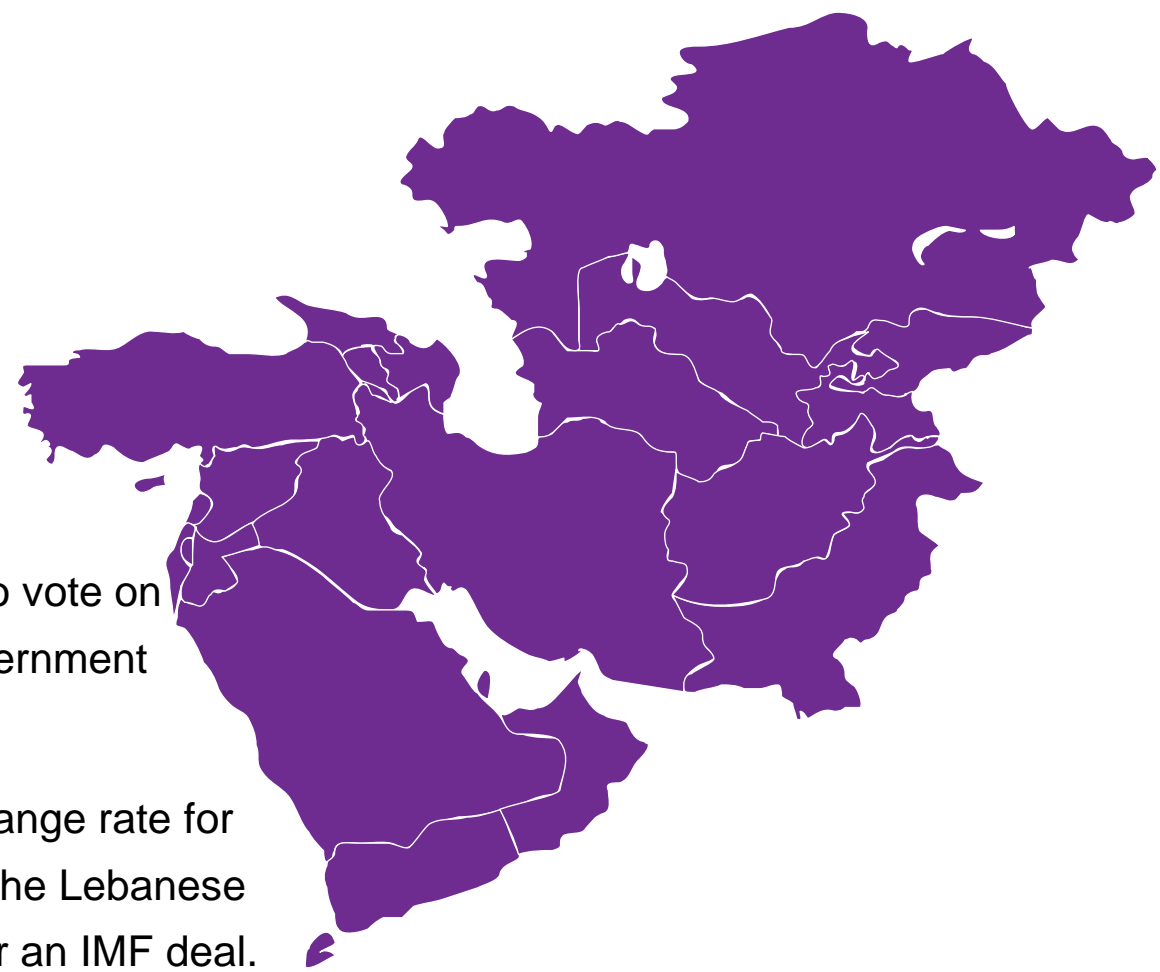 vote on
ernment
ange rate for
he Lebanese
r an IMF deal.